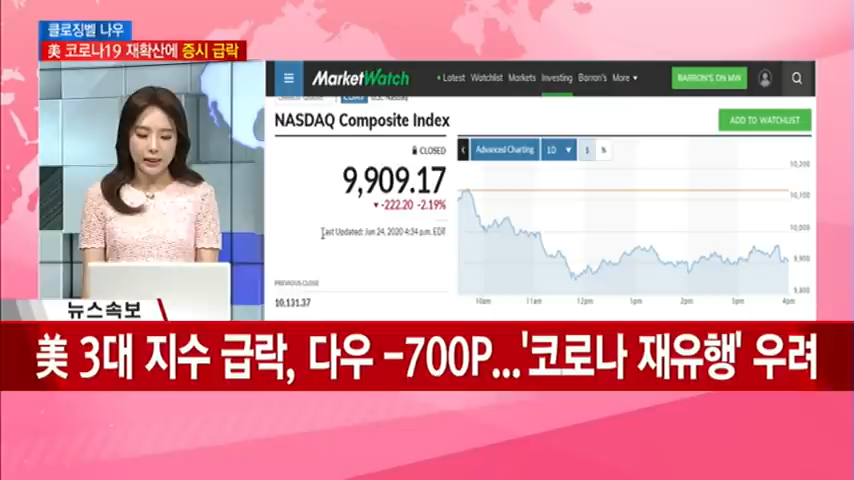 클로징벨 나우
美 코로나19 재확산에 증시 급락
MarketWatch
Latest Watchlist Markets Investing Barron's More
BARRON'S ON MW
NASDAQ Composite Index
ADD TO WATCHLIST
CLOSED
Advanced Charting 1D $ %
9,909.17
-222.20 -2.19%
Last Updated: Jun 24, 2020 4:34 p.m. EDT
PREVIOUS CLOSE
10,131.37
10,200
10,100
10,000
9,900
9,800
10am 11am 12pm 1pm 2pm 3pm 4pm
뉴스속보
美 3대 지수 급락, 다우 -700P...'코로나 재유행' 우려